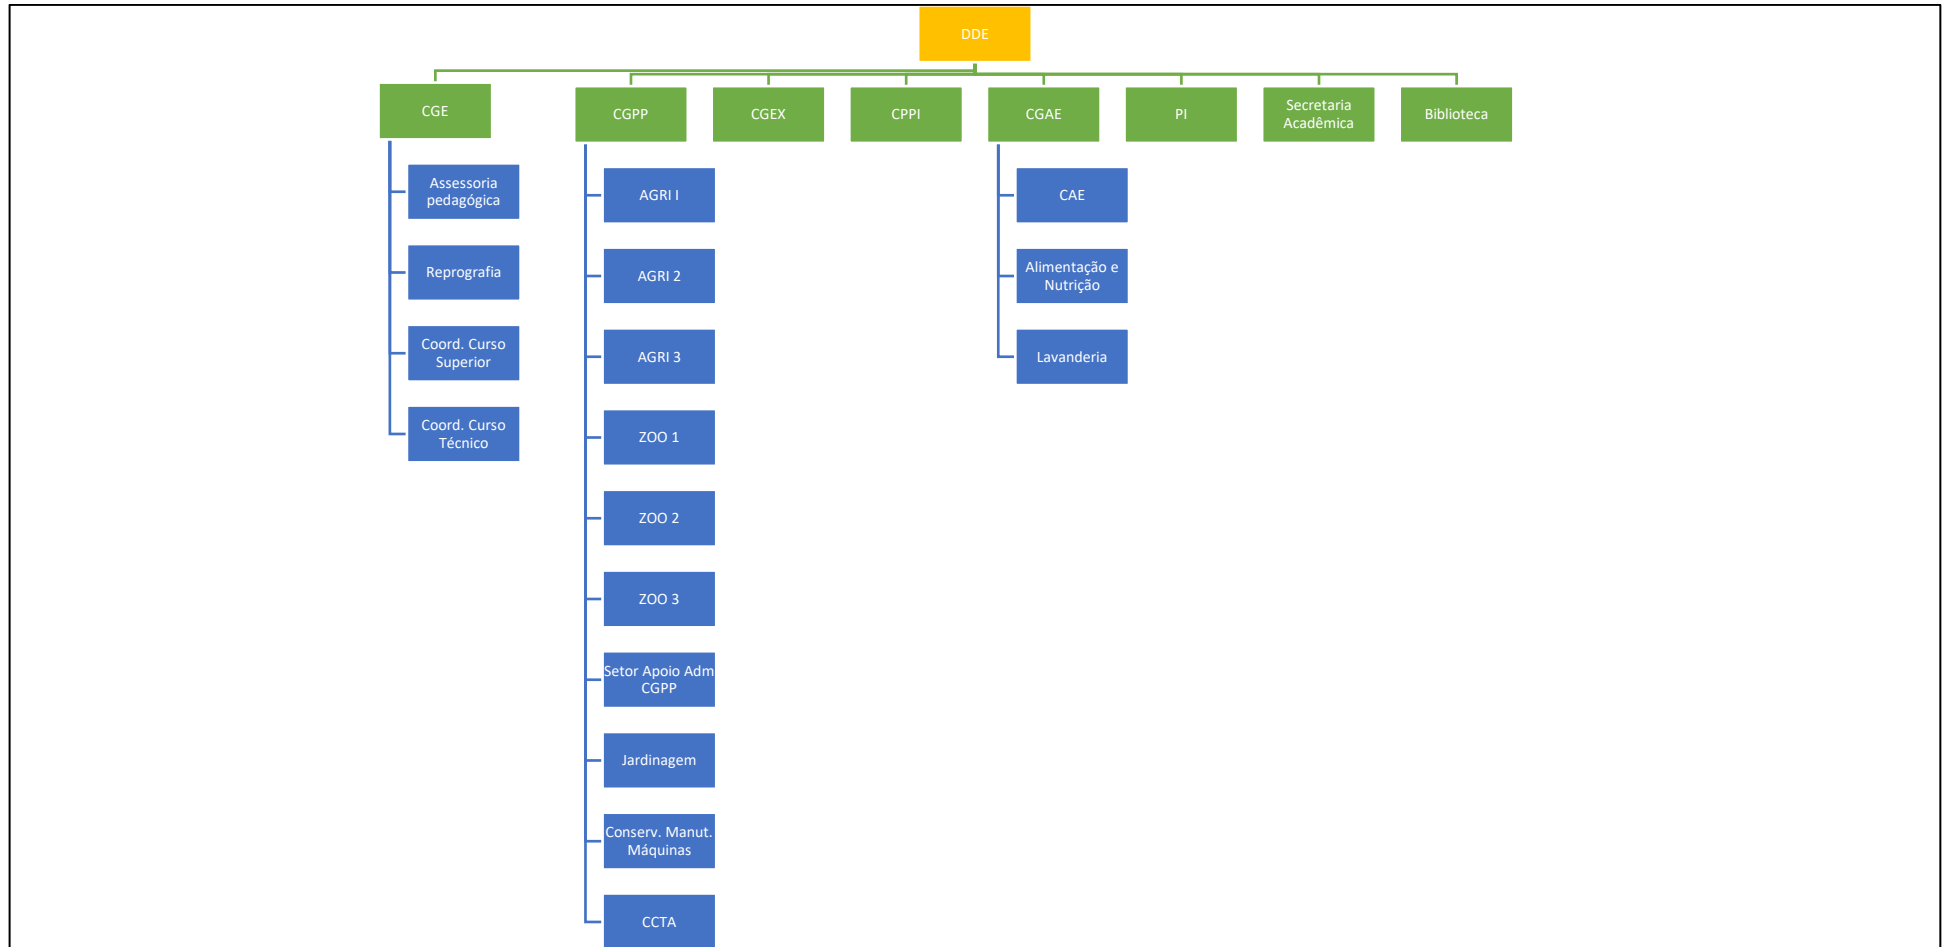 DDE
CGE
CGPP
CGEX
CPPI
CGAE
PI
Secretaria
Acadêmica
Biblioteca
Assessoria
pedagógica
Reprografia
Coord. Curso
Superior
Coord. Curso
Técnico
AGRI I
AGRI 2
AGRI 3
ZOO 1
ZOO 2
ZOO 3
Setor Apoio Adm
CGPP
Jardinagem
Conserv. Manut.
Máquinas
CCTA
CAE
Alimentação e
Nutrição
Lavanderia